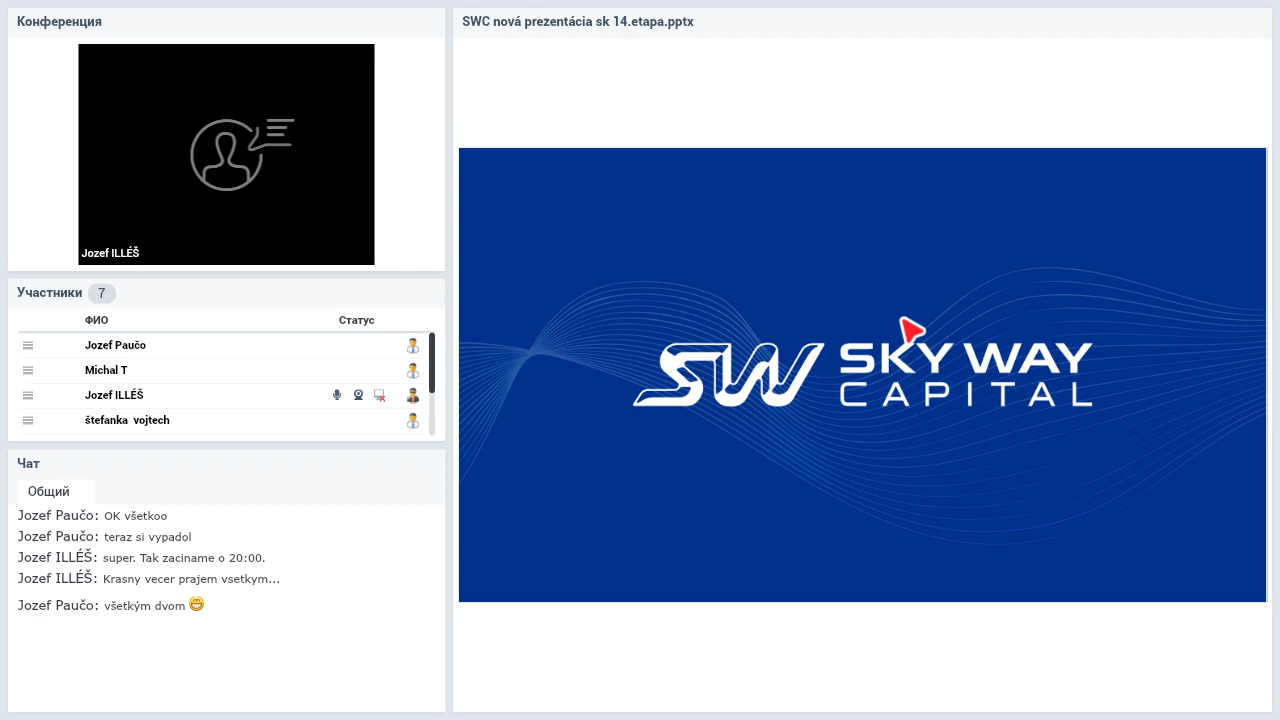 Конференция
Jozef ILLÉŠ
Участники 7
ФИО Статус
Jozef Paučo
Michal T
Jozef ILLÉŠ
štefanka vojtech
Чат
Общий
Jozef Paučo: OK všetkoo
Jozef Paučo: teraz si vypadol
Jozef ILLÉŠ: super. Tak zaciname o 20:00.
Jozef ILLÉŠ: Krasny vecer prajem vsetkym...
Jozef Paučo: všetkým dvom 😁
SWC nová prezentácia sk 14.etapa.pptx
SW SKY WAY
CAPITAL